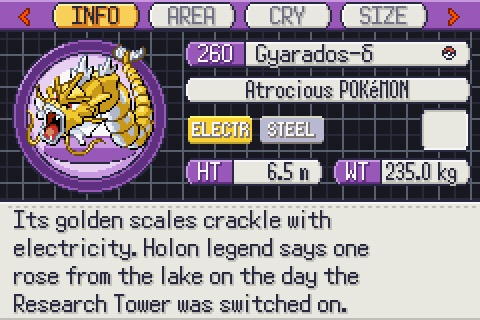 INFO AREA CRY SIZE
260 Gyarados-δ
Atrocious POKéMON
ELECTR STEEL
HT 6.5 m WT 235.0 kg
Its golden scales crackle with
electricity. Holon legend says one
rose from the lake on the day the
Research Tower was switched on.